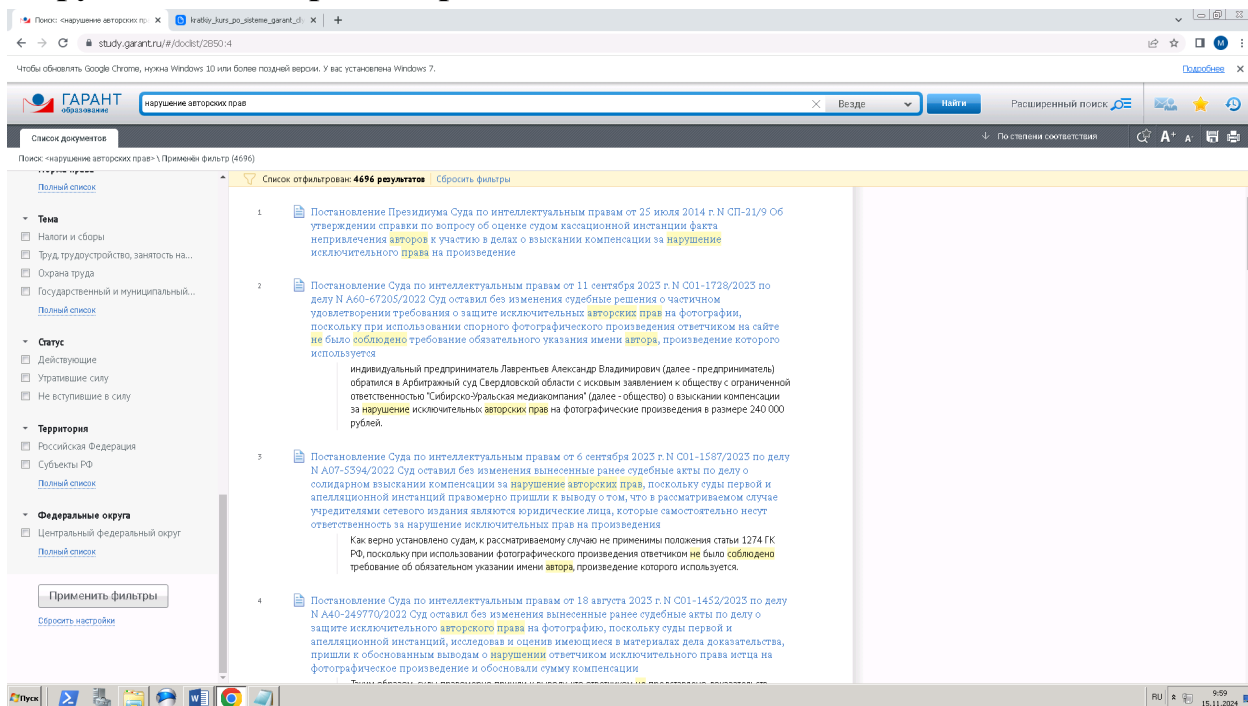 Поиск: <нарушение авторских пр
kratkiy_kurs_po_sisteme_garant_d
study.garant.ru/#/doclist/2850:4
M
Чтобы обновлять Google Chrome, нужна Windows 10 или более поздней версии. У вас установлена Windows 7.
Подробнее
ГАРАНТ
образование
нарушение авторских прав
Везде
Найти
Расширенный поиск
Список документов
По степени соответствия
A+ A-
Поиск: <нарушение авторских прав> \ Применён фильтр (4696)
Список отфильтрован: 4696 результатов
Сбросить фильтры
Полный список
Тема
Налоги и сборы
Труд, трудоустройство, занятость на...
Охрана труда
Государственный и муниципальный...
Полный список
Статус
Действующие
Утратившие силу
Не вступившие в силу
Территория
Российская Федерация
Субъекты РФ
Полный список
Федеральные округа
Центральный федеральный округ
Полный список
Применить фильтры
Сбросить настройки
1
Постановление Президиума Суда по интеллектуальным правам от 25 июля 2014 г. N СП-21/9 Об
утверждении справки по вопросу об оценке судом кассационной инстанции факта
непривлечения авторов к участию в делах о взыскании компенсации за нарушение
исключительного права на произведение
2
Постановление Суда по интеллектуальным правам от 11 сентября 2023 г. N С01-1728/2023 по
делу N А60-67205/2022 Суд оставил без изменения судебные решения о частичном
удовлетворении требования о защите исключительных авторских прав на фотографии,
поскольку при использовании спорного фотографического произведения ответчиком на сайте
не было соблюдено требование обязательного указания имени автора, произведение которого
используется
индивидуальный предприниматель Лаврентьев Александр Владимирович (далее - предприниматель)
обратился в Арбитражный суд Свердловской области с исковым заявлением к обществу с ограниченной
ответственностью "Сибирско-Уральская медиакомпания" (далее - общество) о взыскании компенсации
за нарушение исключительных авторских прав на фотографические произведения в размере 240 000
рублей.
3
Постановление Суда по интеллектуальным правам от 6 сентября 2023 г. N С01-1587/2023 по делу
N А07-5394/2022 Суд оставил без изменения вынесенные ранее судебные акты по делу о
солидарном взыскании компенсации за нарушение авторских прав, поскольку суды первой и
апелляционной инстанций правомерно пришли к выводу о том, что в рассматриваемом случае
учредителями сетевого издания являются юридические лица, которые самостоятельно несут
ответственность за нарушение исключительных прав на произведения
Как верно установлено судам, к рассматриваемому случаю не применимы положения статьи 1274 ГК
РФ, поскольку при использовании фотографического произведения ответчиком не было соблюдено
требование об обязательном указании имени автора, произведение которого используется.
4
Постановление Суда по интеллектуальным правам от 18 августа 2023 г. N С01-1452/2023 по делу
N А40-249770/2022 Суд оставил без изменения вынесенные ранее судебные акты по делу о
защите исключительного авторского права на фотографию, поскольку суды первой и
апелляционной инстанций, исследовав и оценив имеющиеся в материалах дела доказательства,
пришли к обоснованным выводам о нарушении ответчиком исключительного права истца на
фотографическое произведение и обосновали сумму компенсации
Пуск
RU
9:59
15.11.2024